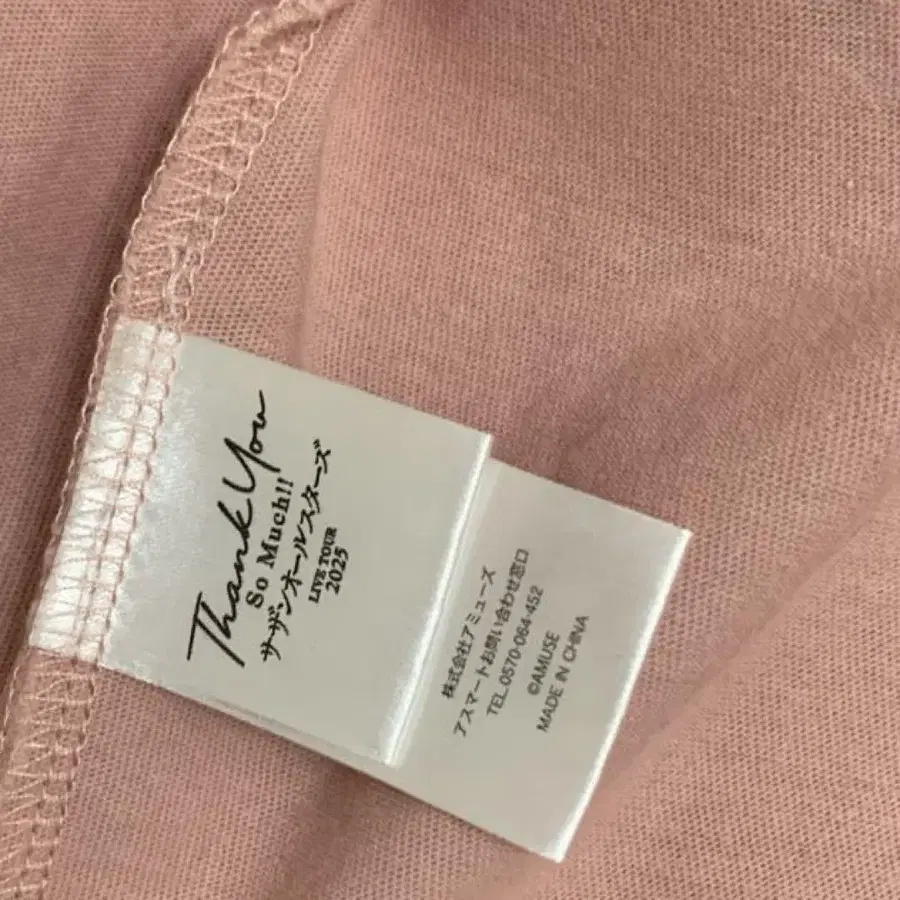 Thank You
So Much!!
サザンオールスターズ
LIVE TOUR
2025
株式会社アミューズ
アスマートお問い合わせ窓口
TEL.0570-064-452
©AMUSE
MADE IN CHINA